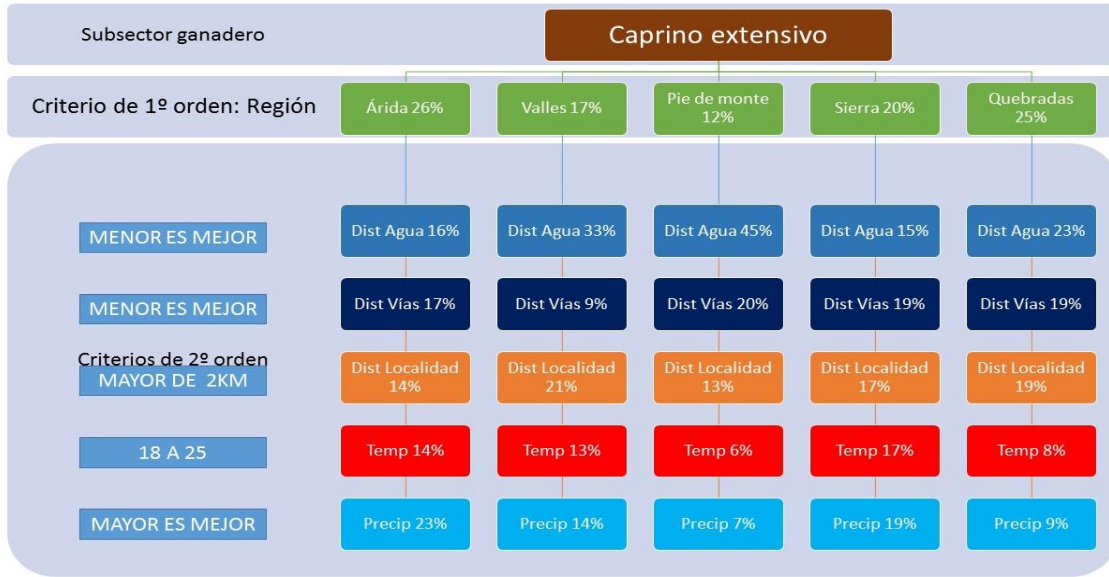 Subsector ganadero
Caprino extensivo
Criterio de 1º orden: Región
Árida 26%
Valles 17%
Pie de monte
12%
Sierra 20%
Quebradas
25%
MENOR ES MEJOR
Dist Agua 16%
Dist Agua 33%
Dist Agua 45%
Dist Agua 15%
Dist Agua 23%
MENOR ES MEJOR
Dist Vías 17%
Dist Vías 9%
Dist Vías 20%
Dist Vías 19%
Dist Vías 19%
Criterios de 2º orden
MAYOR DE 2KM
Dist Localidad
14%
Dist Localidad
21%
Dist Localidad
13%
Dist Localidad
17%
Dist Localidad
19%
18 A 25
Temp 14%
Temp 13%
Temp 6%
Temp 17%
Temp 8%
MAYOR ES MEJOR
Precip 23%
Precip 14%
Precip 7%
Precip 19%
Precip 9%